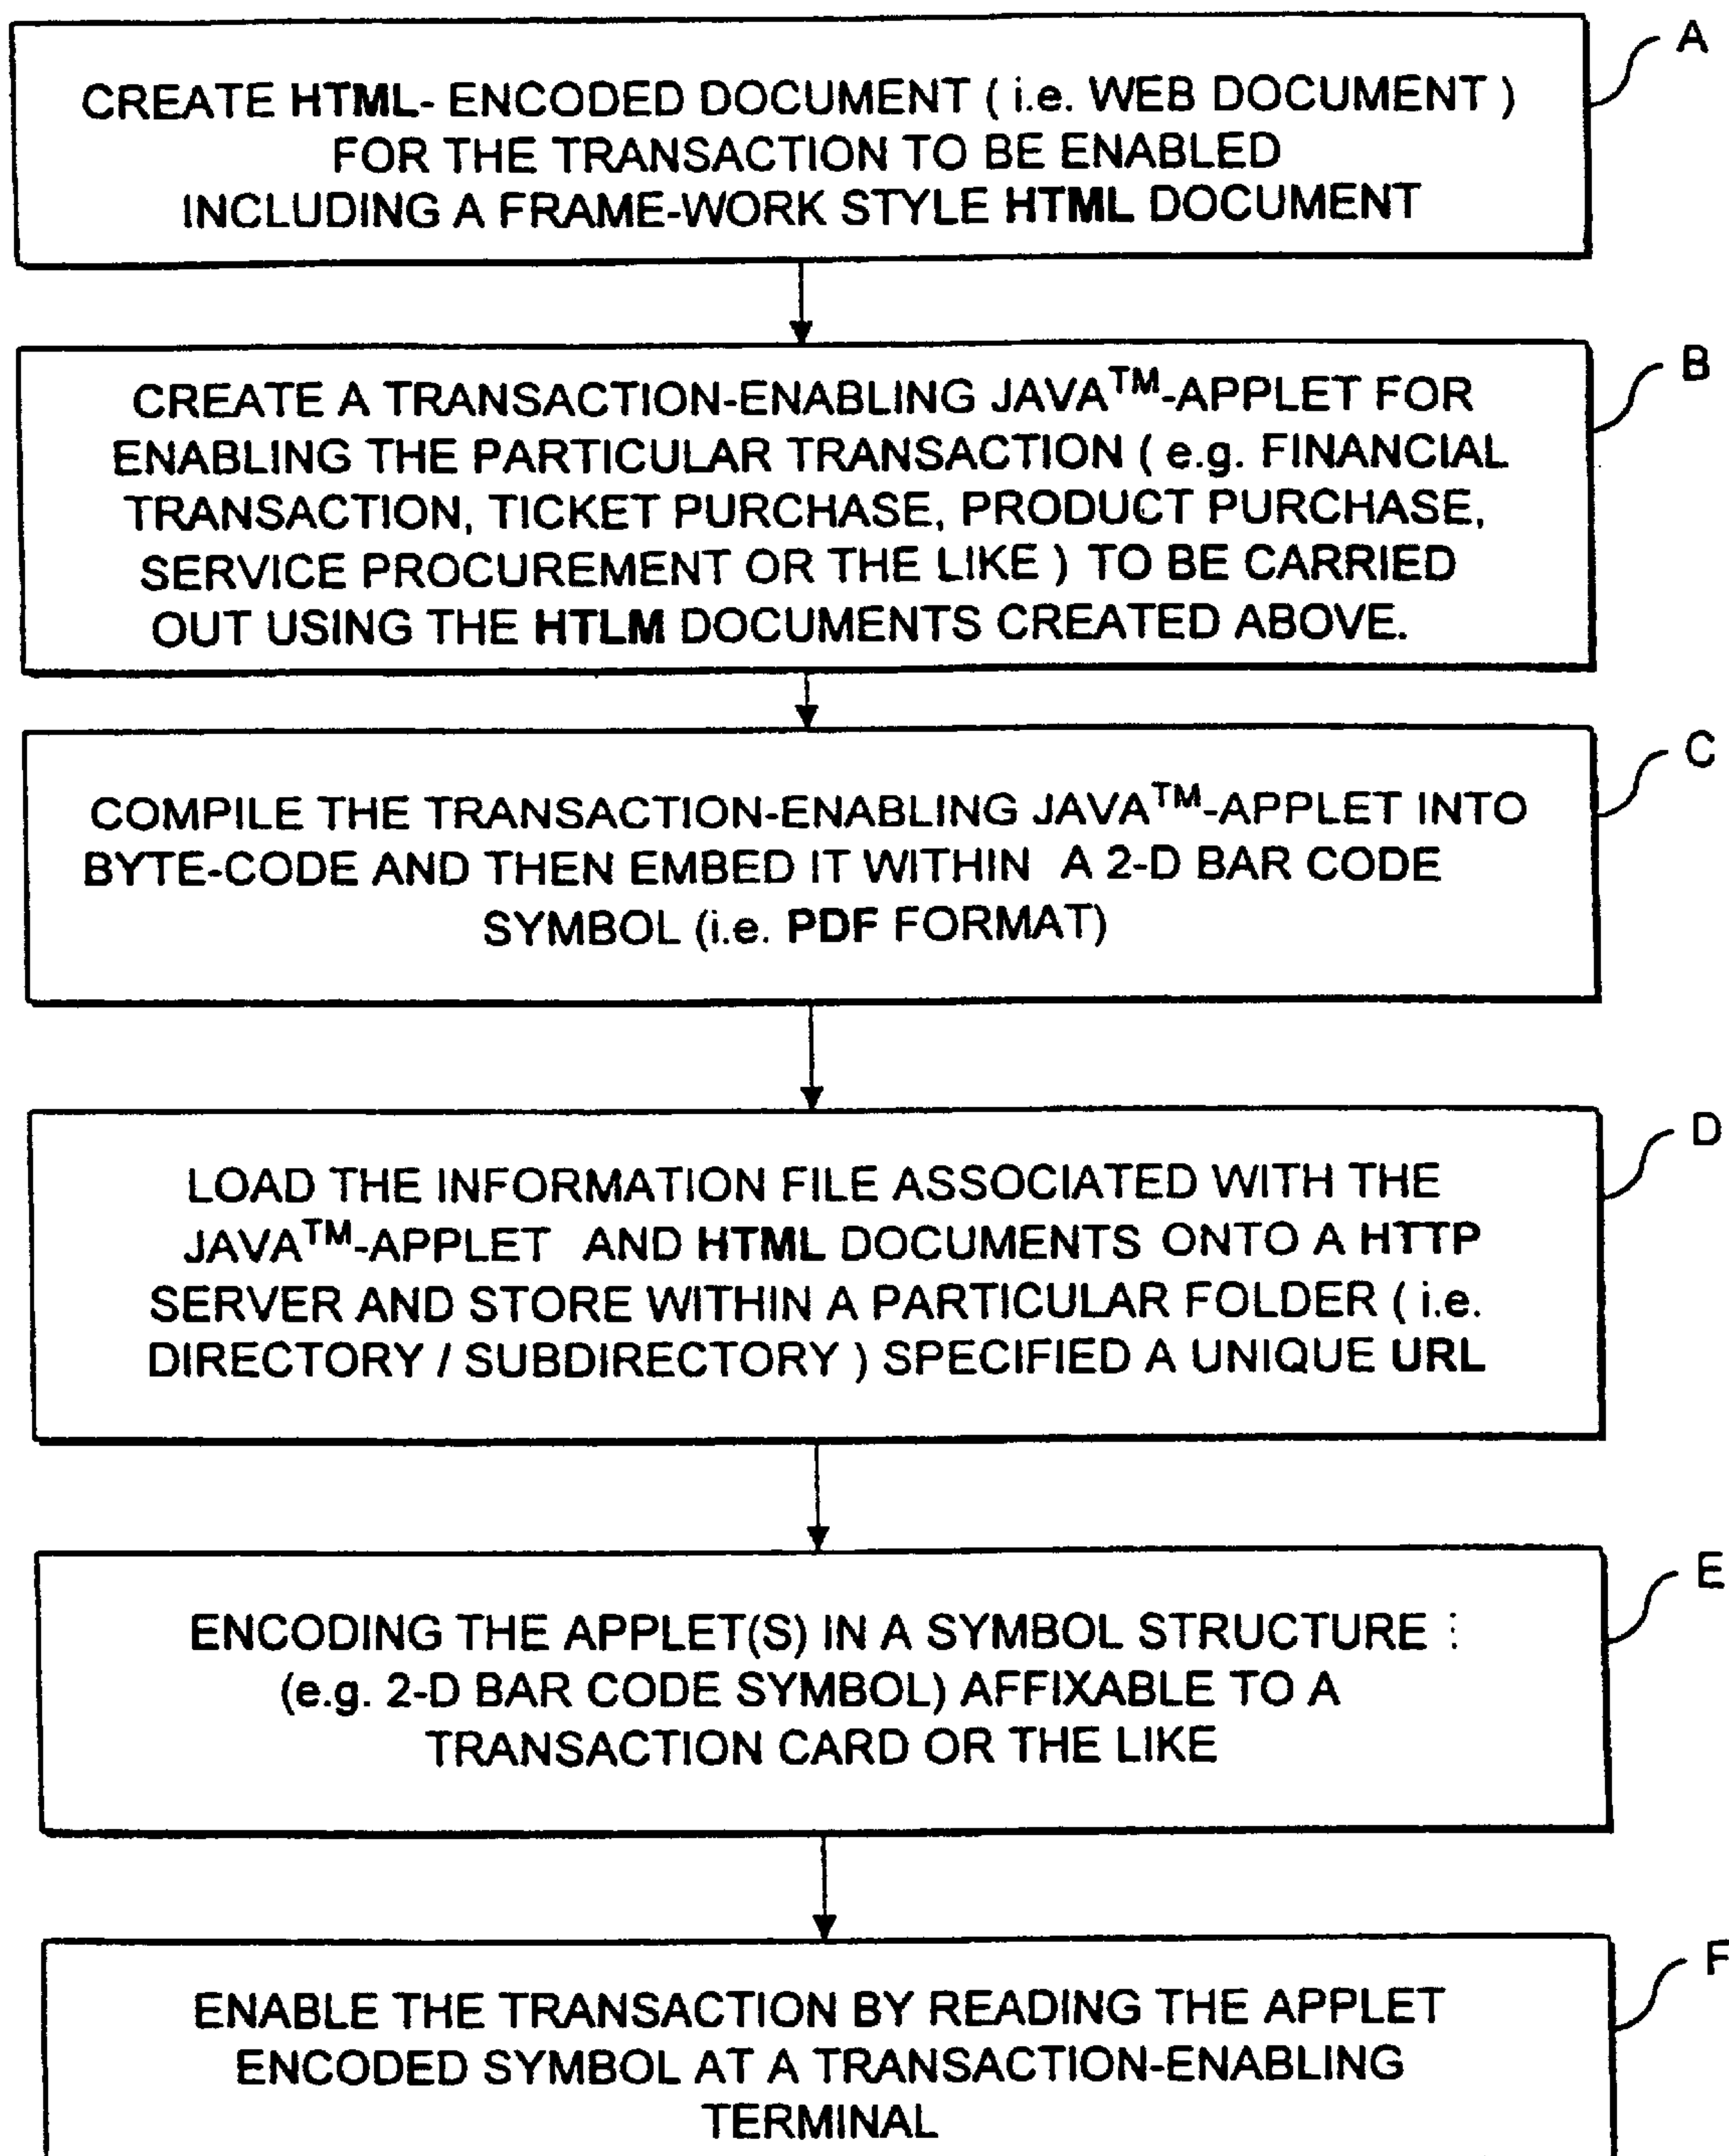 A
CREATE HTML- ENCODED DOCUMENT ( i.e. WEB DOCUMENT )
FOR THE TRANSACTION TO BE ENABLED
INCLUDING A FRAME-WORK STYLE HTML DOCUMENT
B
CREATE A TRANSACTION-ENABLING JAVA™-APPLET FOR
ENABLING THE PARTICULAR TRANSACTION ( e.g. FINANCIAL
TRANSACTION, TICKET PURCHASE, PRODUCT PURCHASE,
SERVICE PROCUREMENT OR THE LIKE ) TO BE CARRIED
OUT USING THE HTLM DOCUMENTS CREATED ABOVE.
C
COMPILE THE TRANSACTION-ENABLING JAVA™-APPLET INTO
BYTE-CODE AND THEN EMBED IT WITHIN A 2-D BAR CODE
SYMBOL (i.e. PDF FORMAT)
D
LOAD THE INFORMATION FILE ASSOCIATED WITH THE
JAVA™-APPLET AND HTML DOCUMENTS ONTO A HTTP
SERVER AND STORE WITHIN A PARTICULAR FOLDER ( i.e.
DIRECTORY / SUBDIRECTORY ) SPECIFIED A UNIQUE URL
E
ENCODING THE APPLET(S) IN A SYMBOL STRUCTURE :
(e.g. 2-D BAR CODE SYMBOL) AFFIXABLE TO A
TRANSACTION CARD OR THE LIKE
F
ENABLE THE TRANSACTION BY READING THE APPLET
ENCODED SYMBOL AT A TRANSACTION-ENABLING
TERMINAL